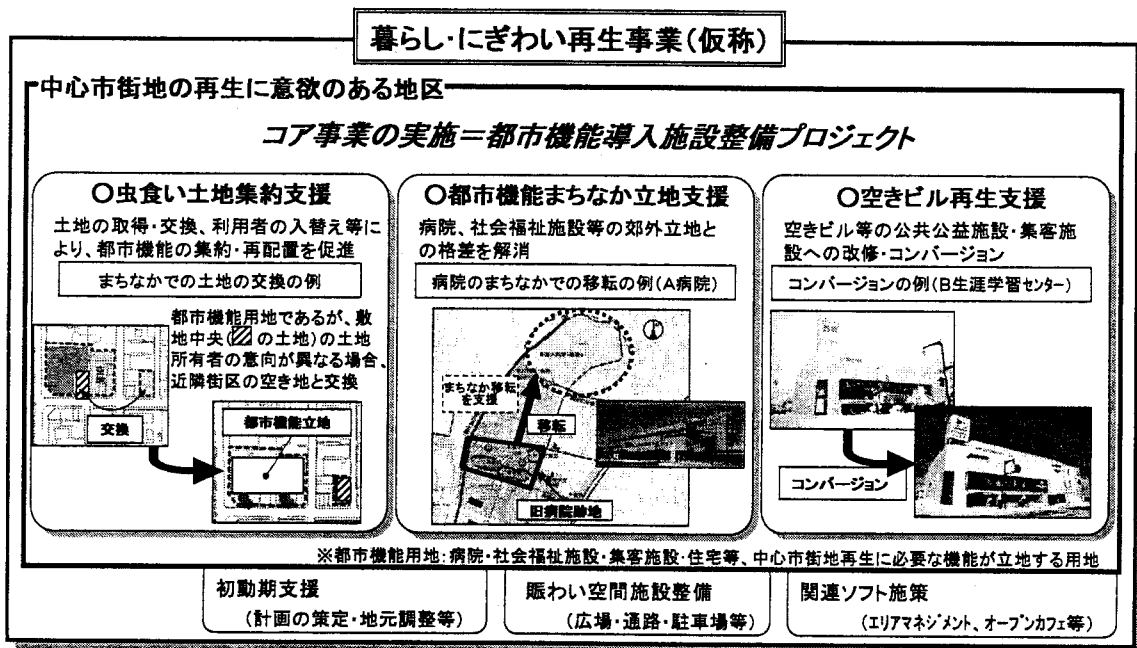 暮らし・にぎわい再生事業(仮称)
中心市街地の再生に意欲のある地区
コア事業の実施＝都市機能導入施設整備プロジェクト
〇虫食い土地集約支援
土地の取得・交換、利用者の入替え等に
より、都市機能の集約・再配置を促進
まちなかでの土地の交換の例
都市機能用地であるが、敷
地中央(の土地)の土地
所有者の意向が異なる場合、
近隣街区の空き地と交換
交換
都市機能立地
〇都市機能まちなか立地支援
病院、社会福祉施設等の郊外立地と
の格差を解消
病院のまちなかでの移転の例(A病院)
まちなか移転
を支援
移転
旧病院跡地
〇空きビル再生支援
空きビル等の公共公益施設・集客施
設への改修・コンバージョン
コンバージョンの例(B生涯学習センター)
コンバージョン
※都市機能用地:病院・社会福祉施設・集客施設・住宅等、中心市街地再生に必要な機能が立地する用地
初動期支援
(計画の策定・地元調整等)
賑わい空間施設整備
(広場・通路・駐車場等)
関連ソフト施策
(エリアマネジメント、オープンカフェ等)